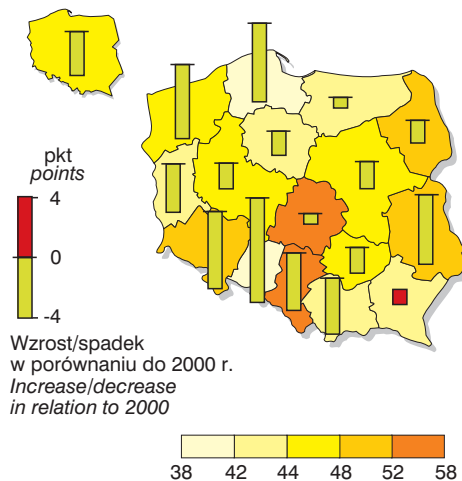 pkt
points
4
0
-4
Wzrost/spadek
w porównaniu do 2000 r.
Increase/decrease
in relation to 2000
38 42 44 48 52 58